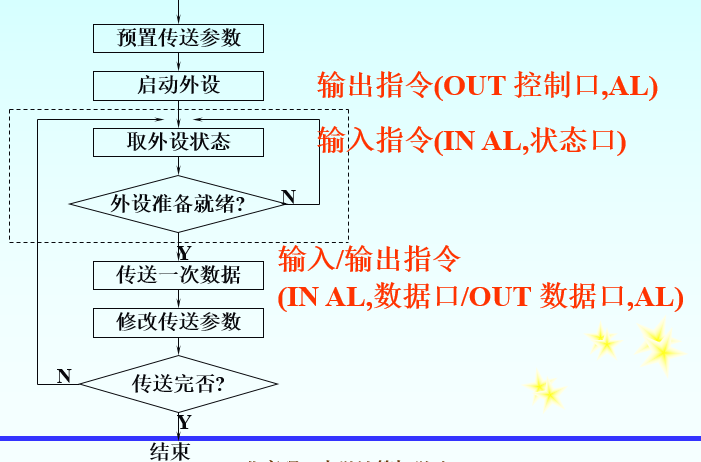 预置传送参数
启动外设
输出指令(OUT 控制口,AL)
取外设状态
输入指令(IN AL,状态口)
外设准备就绪?
N
Y
传送一次数据
输入/输出指令
(IN AL,数据口/OUT 数据口,AL)
修改传送参数
传送完否?
N
Y
结束